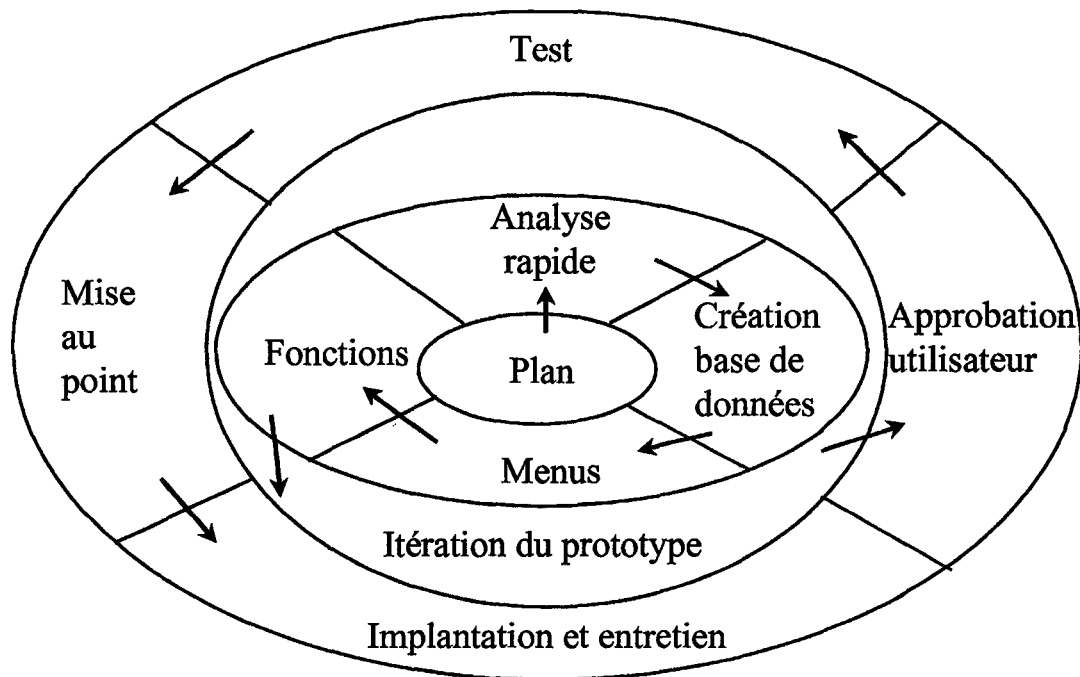 Test
Analyse
rapide
Mise
au
point
Fonctions
Plan
Création
base de
données
Approbation
utilisateur
Menus
Itération du prototype
Implantation et entretien